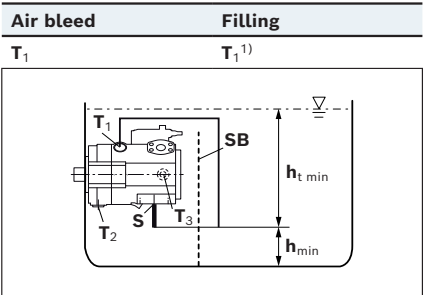 Air bleed Filling
T₁ T₁¹⁾
T₁
SB
hₜ ₘᵢₙ
S
T₃
T₂
hₘᵢₙ